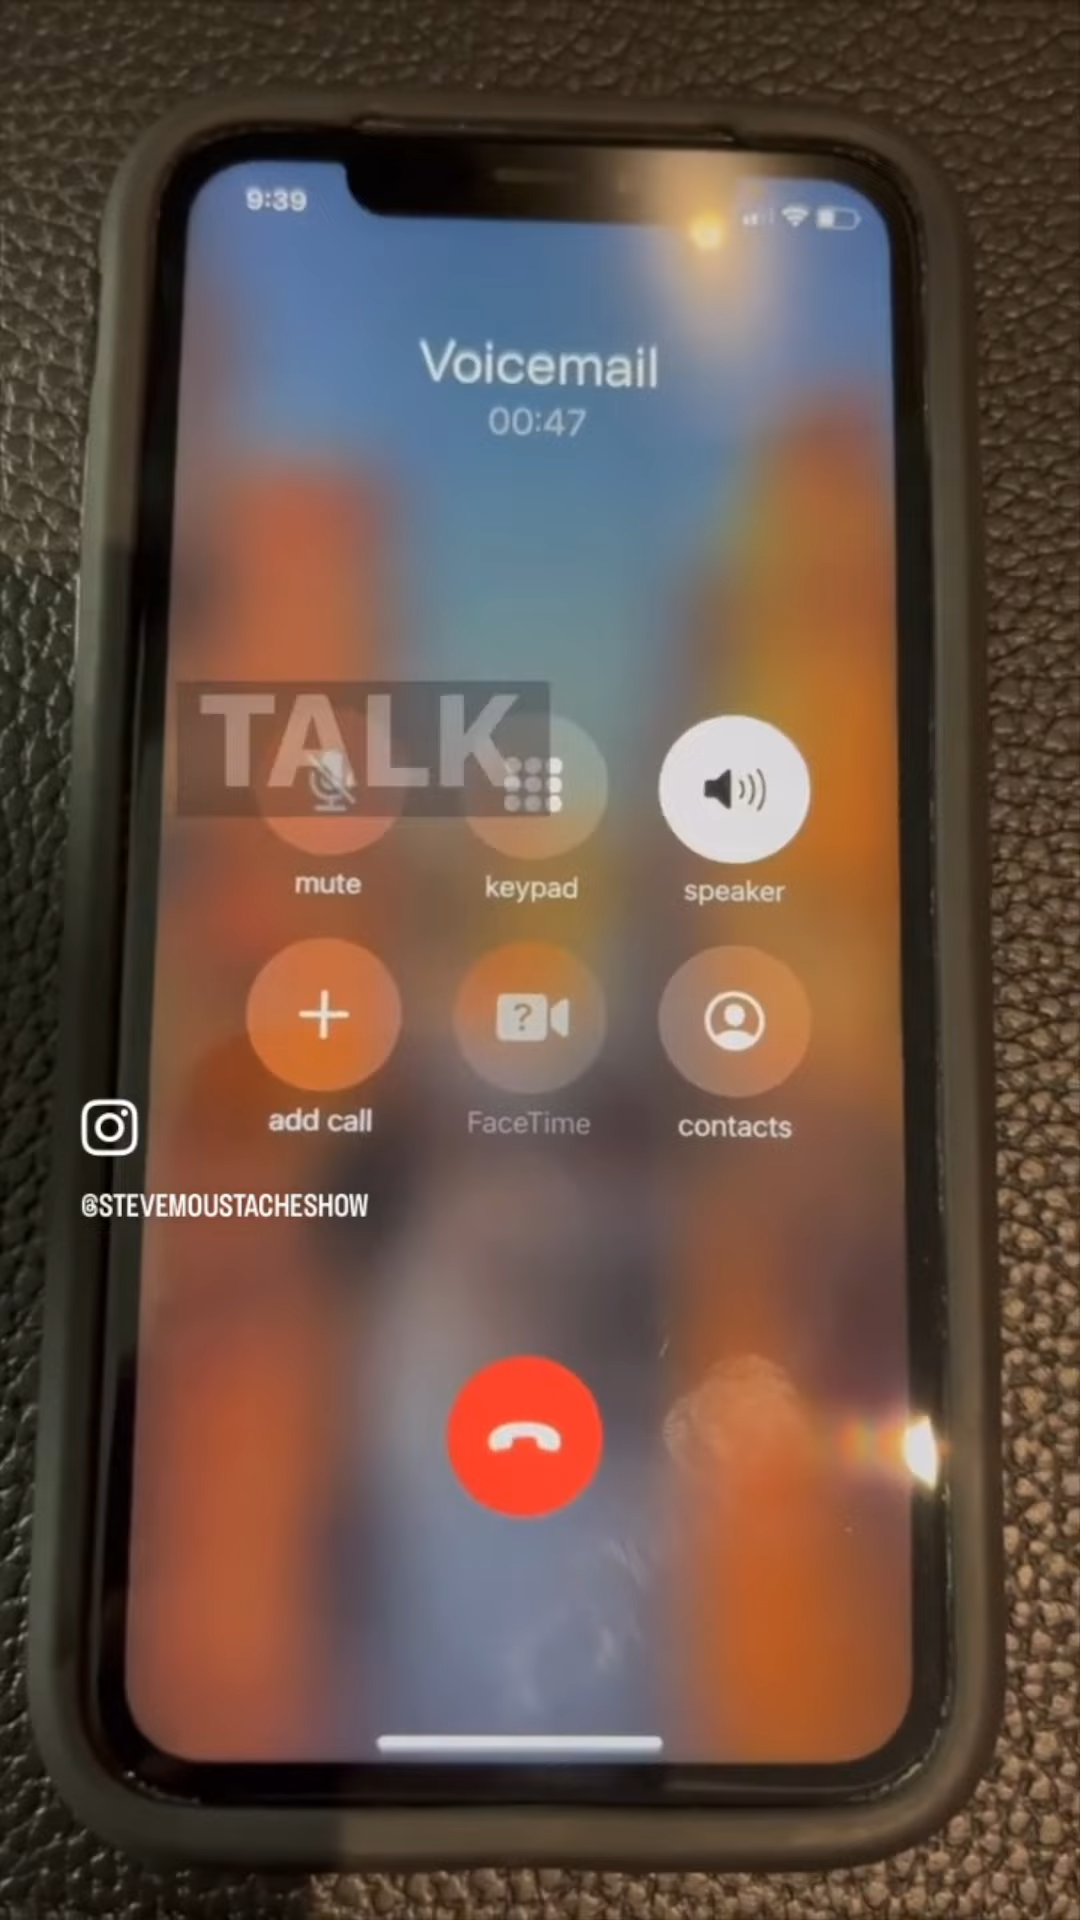 9:39
Voicemail
00:47
TALK
mute
keypad
speaker
?
add call
FaceTime
contacts
@STEVEMOUSTACHESHOW